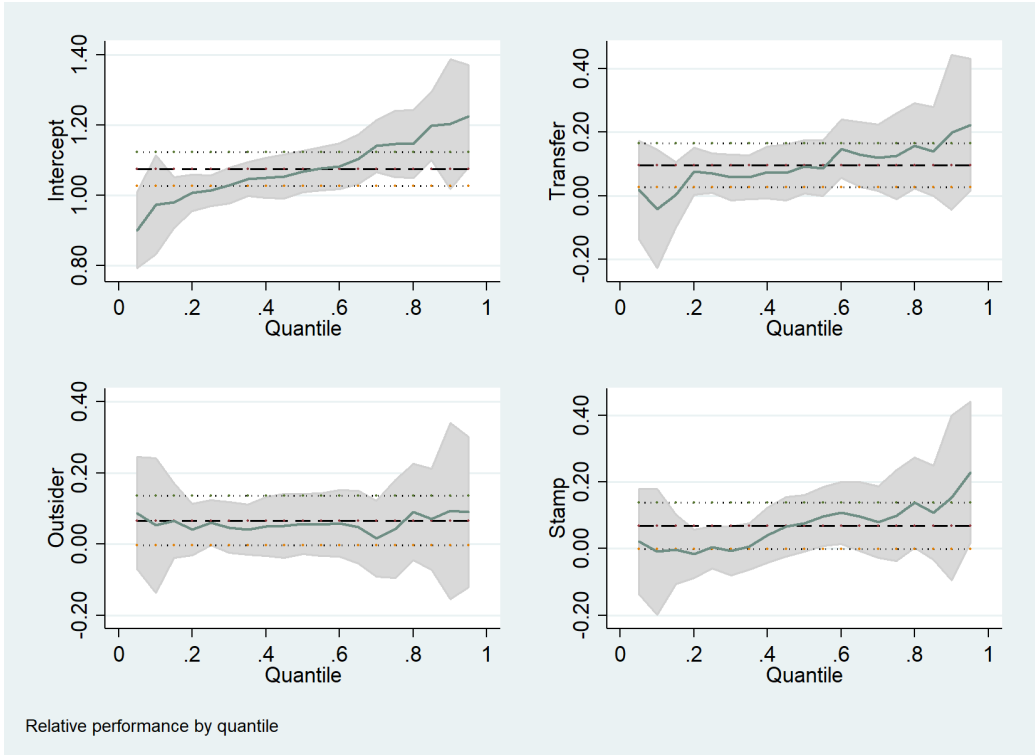 Intercept
1.40
1.20
1.00
0.80
0 .2 .4 .6 .8 1
Quantile
Transfer
0.40
0.20
0.00
-0.20
0 .2 .4 .6 .8 1
Quantile
Outsider
0.40
0.20
0.00
-0.20
0 .2 .4 .6 .8 1
Quantile
Stamp
0.40
0.20
0.00
-0.20
0 .2 .4 .6 .8 1
Quantile
Relative performance by quantile